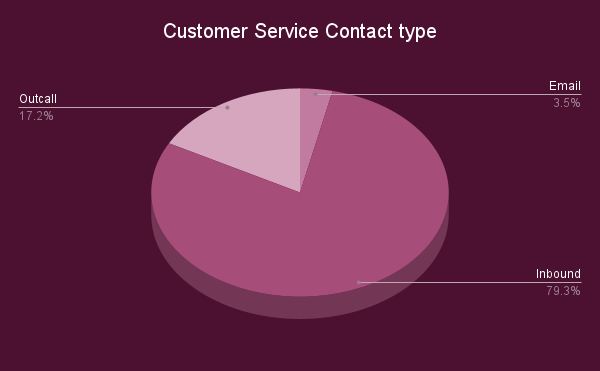 Customer Service Contact type
Email
3.5%
Outcall
17.2%
Inbound
79.3%